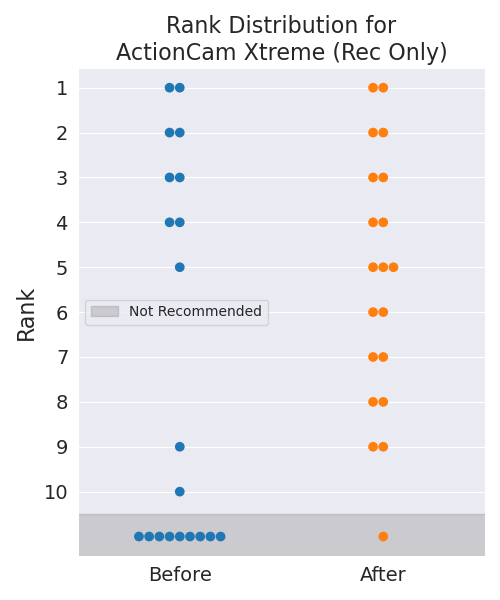 Rank Distribution for
ActionCam Xtreme (Rec Only)
Rank
1
2
3
4
5
6
7
8
9
10
Not Recommended
Before
After